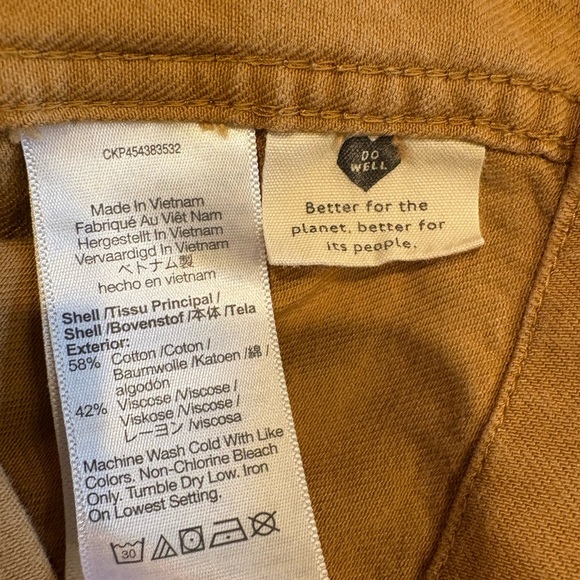 CKP454383532
Made In Vietnam
Fabriqué Au Viêt Nam
Hergestellt In Vietnam
Vervaardigd In Vietnam
ベトナム製
hecho en vietnam
Shell /Tissu Principal /
Shell /Bovenstof /本体 /Tela
Exterior:
58% Cotton /Coton /
Baumwolle /Katoen /綿 /
algodón
42% Viscose /Viscose /
Viskose /Viscose /
レーヨン /viscosa
Machine Wash Cold With Like
Colors. Non-Chlorine Bleach
Only. Tumble Dry Low. Iron
On Lowest Setting.
30
DO
WELL
Better for the
planet, better for
its people.